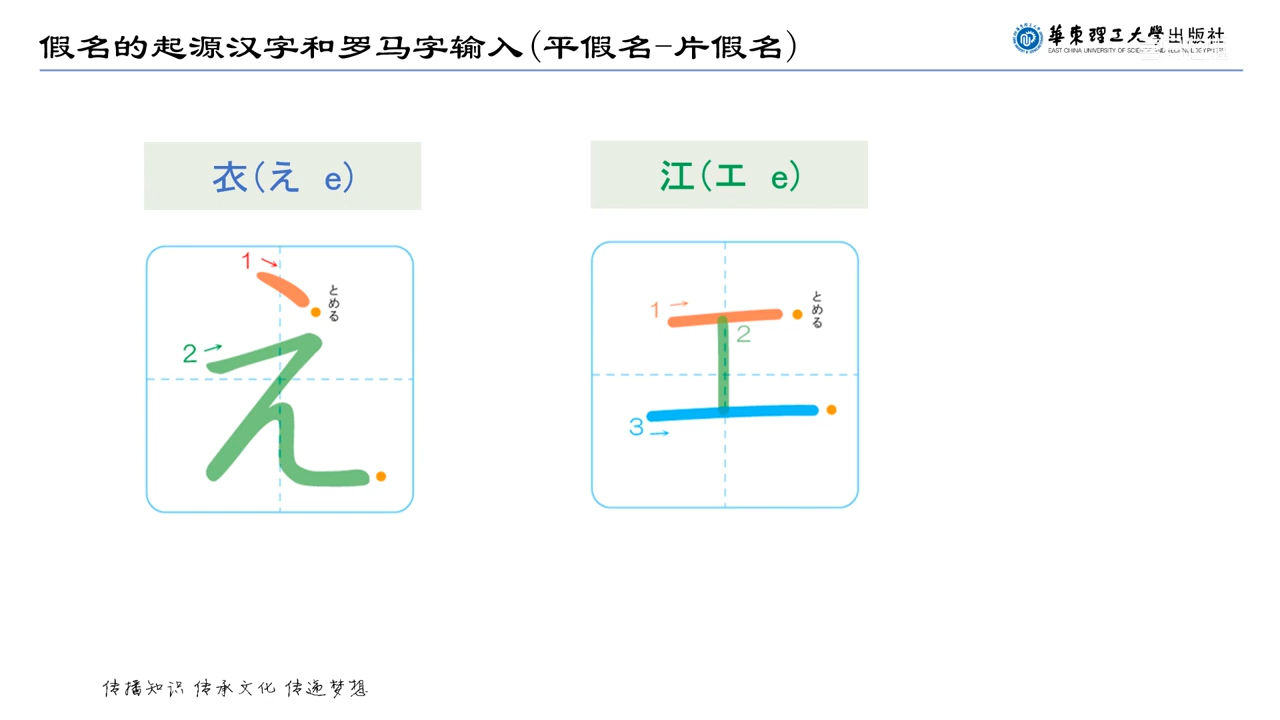 假名的起源汉字和罗马字输入(平假名-片假名)
華東理工大學出版社
EAST CHINA UNIVERSITY OF SCIENCE AND TECHNOLOGY PRESS
衣(え e)
江(エ e)
1
とめる
2
1
とめる
2
3
传播知识 传承文化 传递梦想